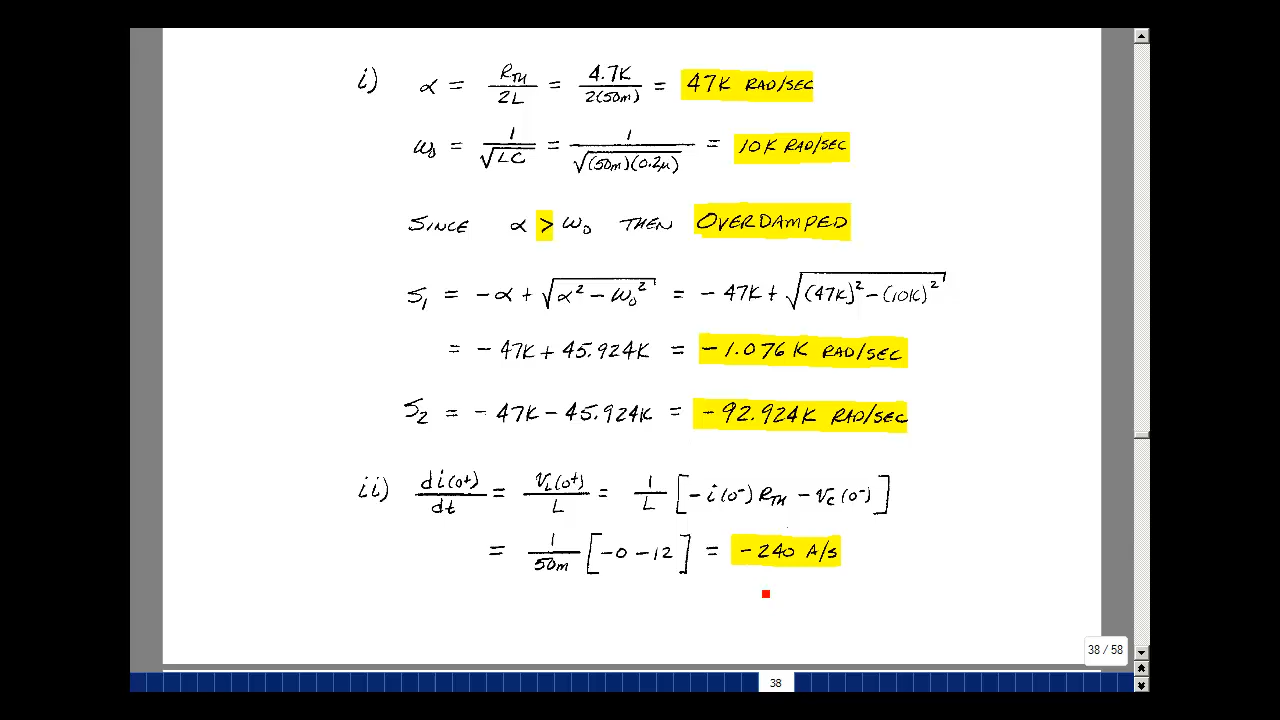 i) α = R_TH / 2L = 4.7K / 2(50m) = 47K RAD/SEC
ω₀ = 1 / √LC = 1 / √(50m)(0.2μ) = 10K RAD/SEC
SINCE α > ω₀ THEN OVERDAMPED
S₁ = -α + √α² - ω₀² = -47K + √(47K)² - (10K)²
= -47K + 45.924K = -1.076K RAD/SEC
S₂ = -47K - 45.924K = -92.924K RAD/SEC
ii) di(0+) / dt = V_L(0+) / L = 1 / L [-i(0-) R_TH - V_C(0-)]
= 1 / 50m [-0 - 12] = -240 A/s
38 / 58
38